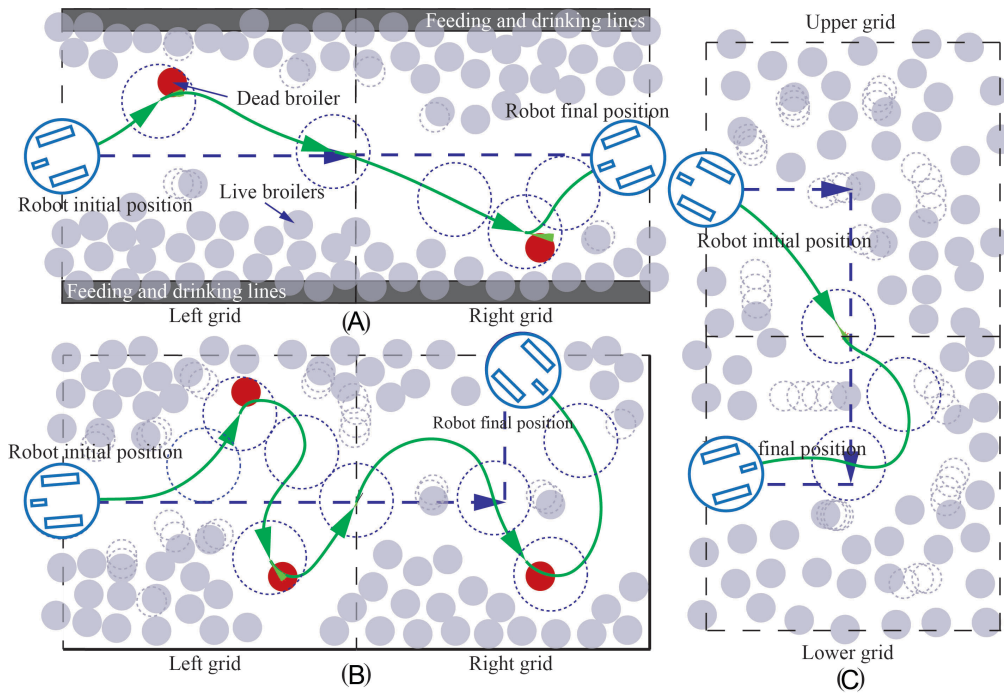 Feeding and drinking lines
Dead broiler
Robot final position
Live broilers
Robot initial position
Feeding and drinking lines
Left grid
(A)
Right grid
Robot initial position
Robot final position
Left grid
(B)
Right grid
Upper grid
Robot initial position
final position
Lower grid
(C)